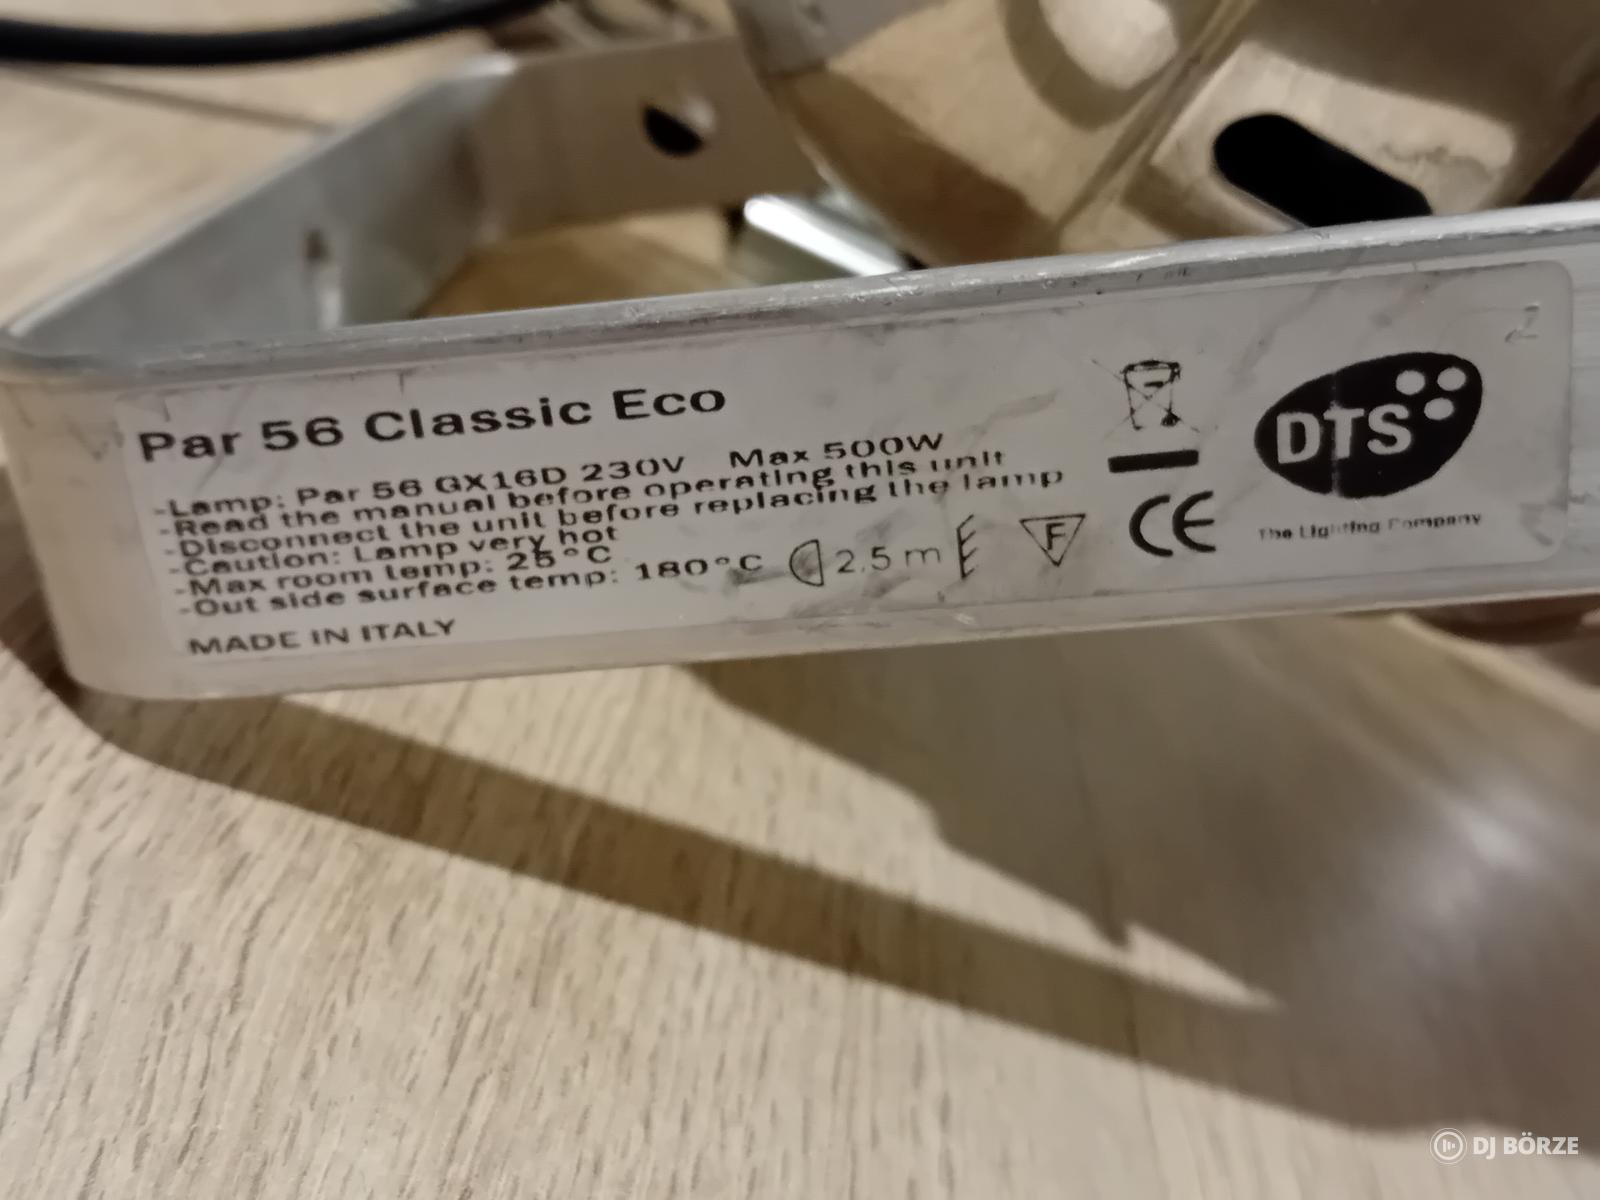 Par 56 Classic Eco
-Lamp: Par 56 GX16D 230V Max 500W
-Read the manual before operating this unit
-Disconnect the unit before replacing the lamp
-Caution: Lamp very hot
-Max room temp: 25°C
-Out side surface temp: 180°C
2.5 m
F
MADE IN ITALY
CE
DTS
The Lighting Company
2
DJ BÖRZE